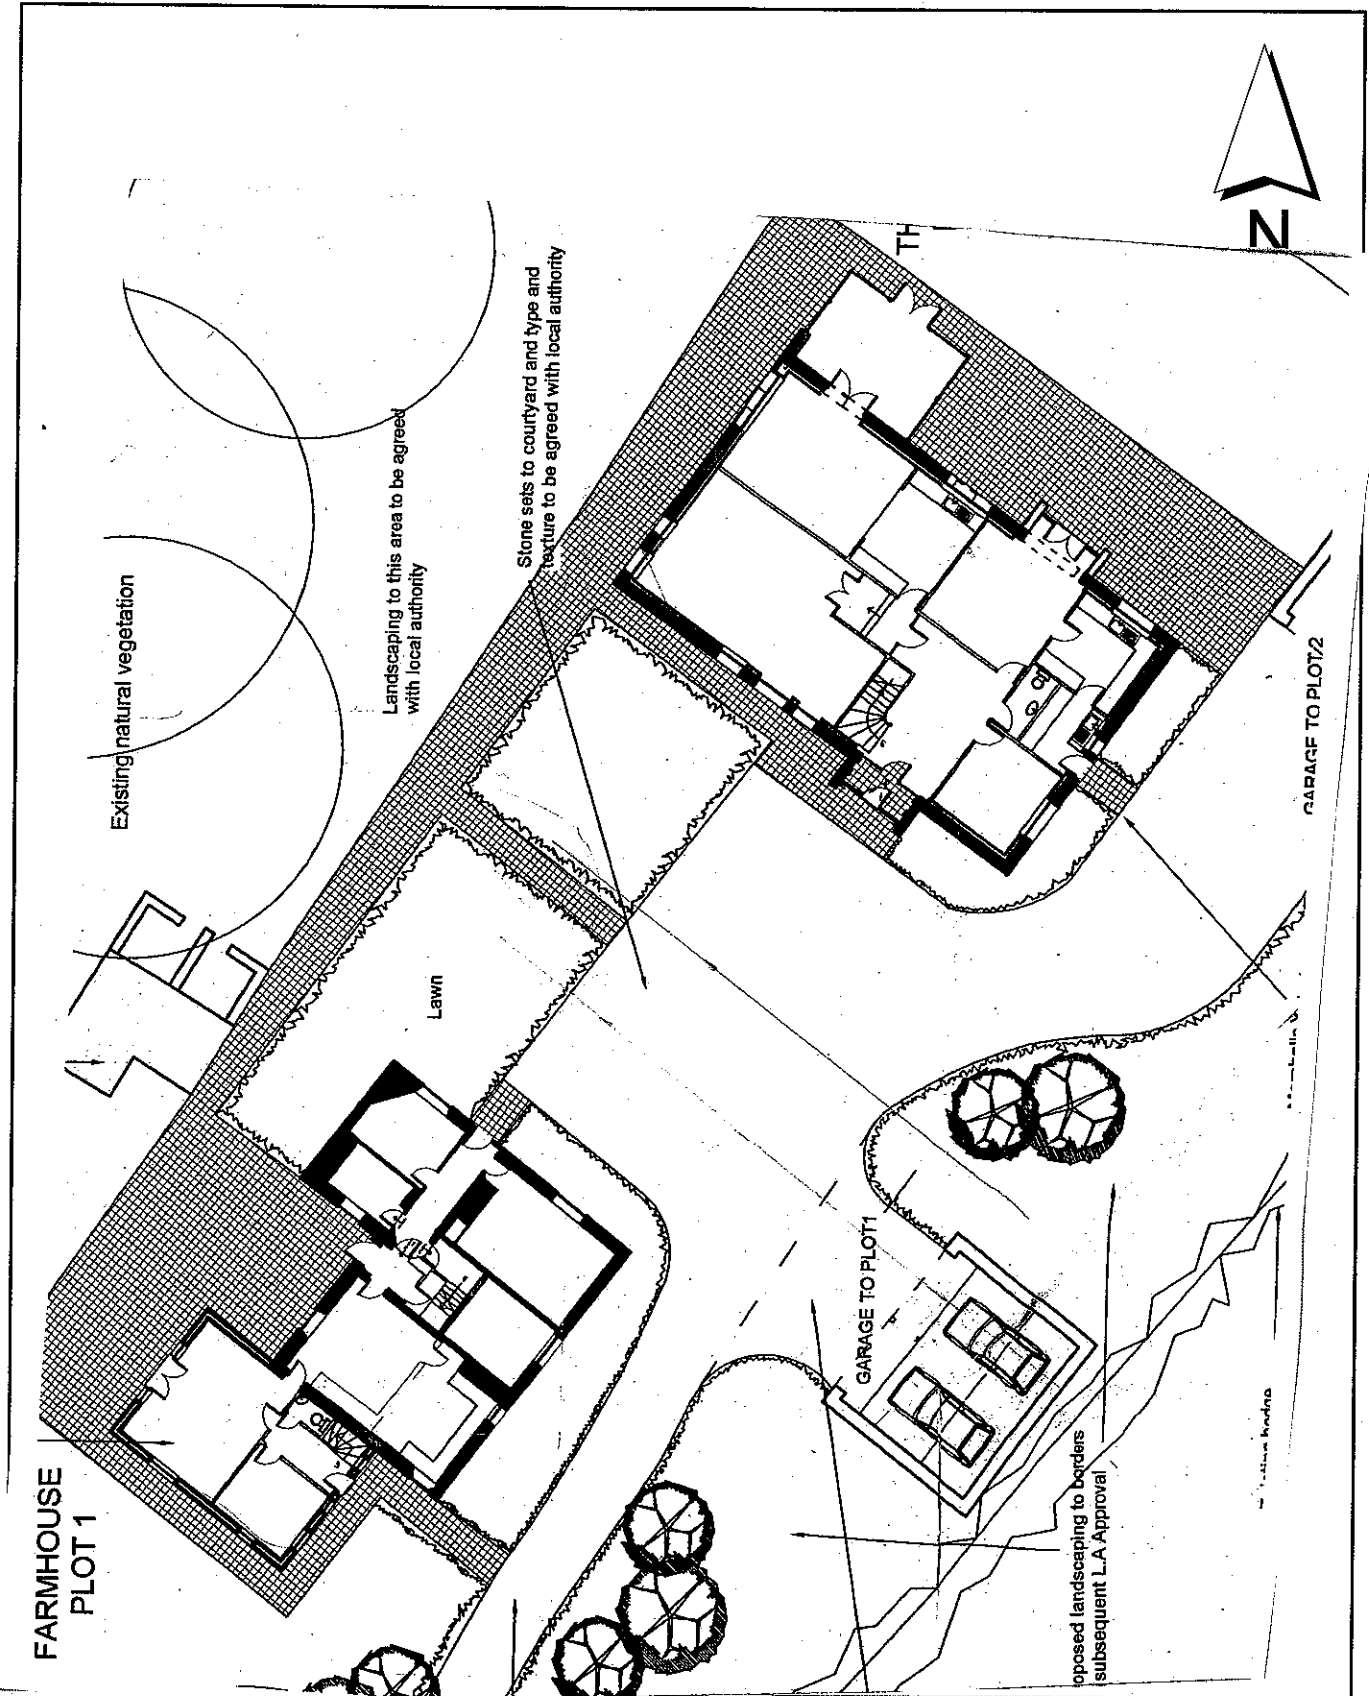 FARMHOUSE
PLOT 1
Existing natural vegetation
Landscaping to this area to be agreed
with local authority
Lawn
Stone sets to courtyard and type and
texture to be agreed with local authority
TH
N
GARAGE TO PLOT1
GARAGE TO PLOT2
oposed landscaping to borders
subsequent L.A Approval
hedge